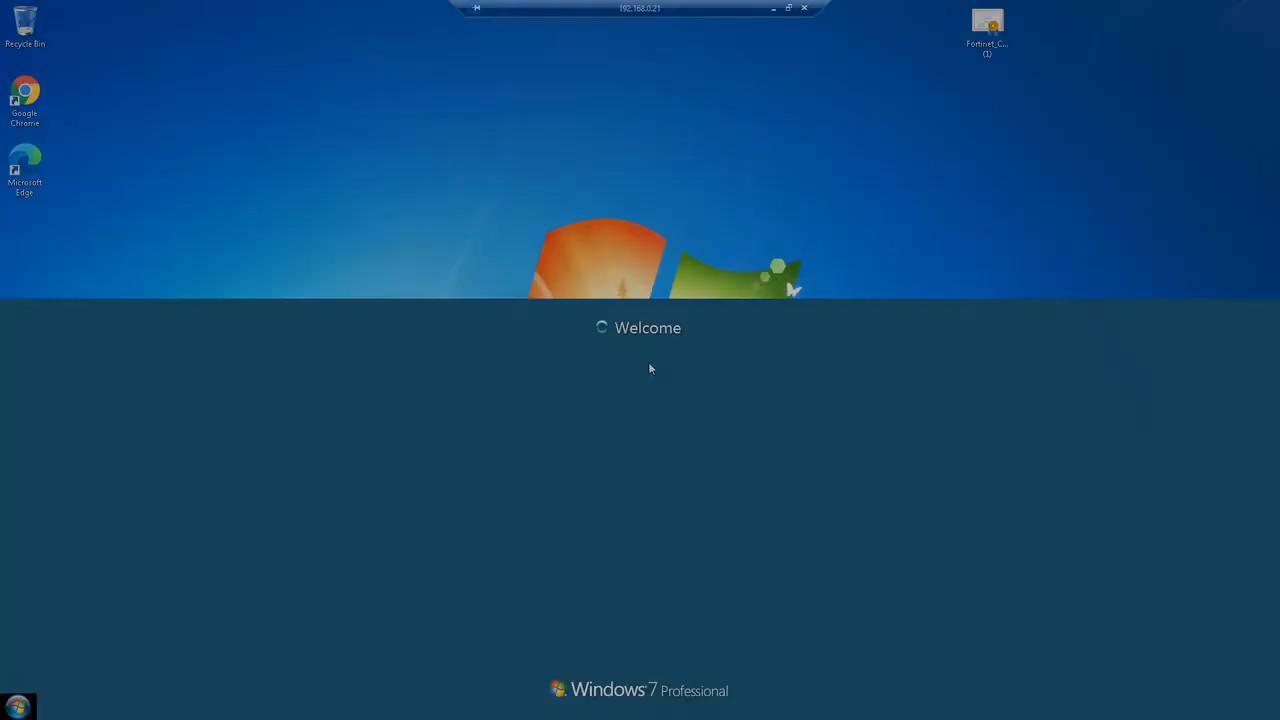 192.168.0.21
Recycle Bin
Fortinet_C...
(1)
Google
Chrome
Microsoft
Edge
Welcome
Windows 7 Professional